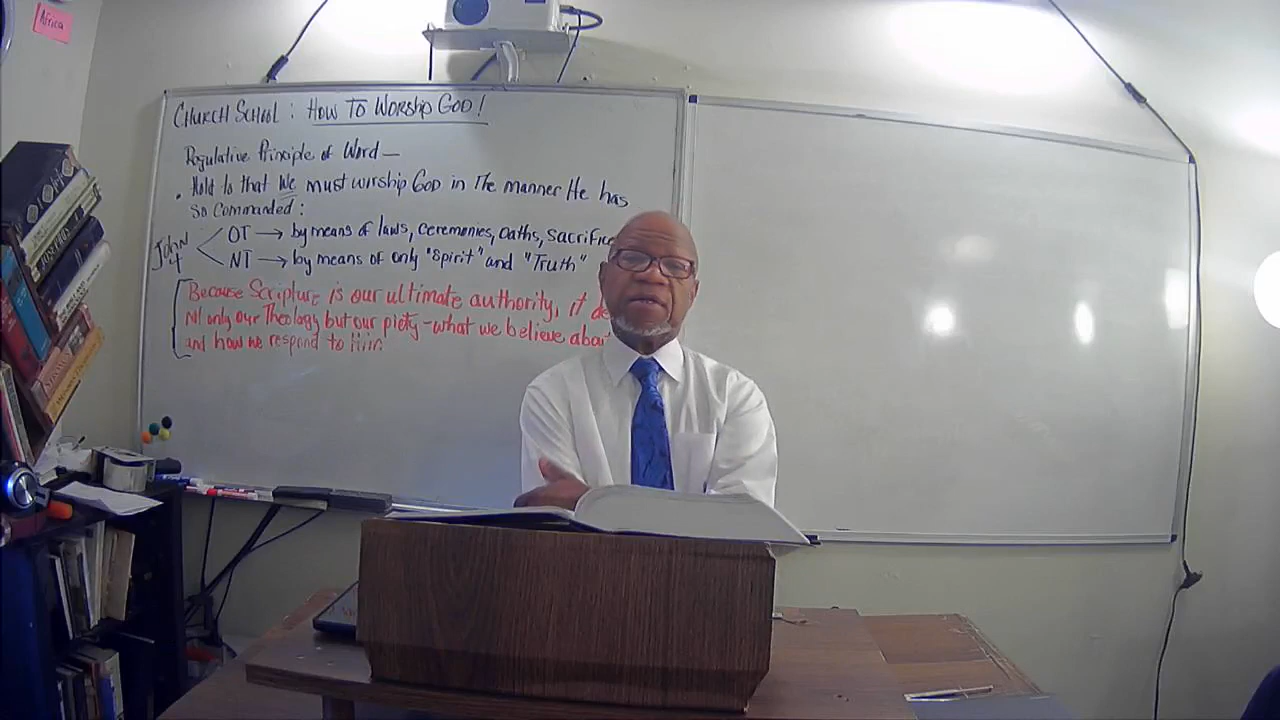 Africa
CHURCH SCHOOL : HOW TO WORSHIP GOD!
Regulative Principle of Word —
• Hold to that We must worship God in The manner He has
So Commanded :
JOHN
4
OT → by means of laws, ceremonies, oaths, sacrifice
NT → by means of only "Spirit" and "Truth"
Because Scripture is our ultimate authority, it de
only our Theology but our piety - what we believe abou
and how we respond to Him